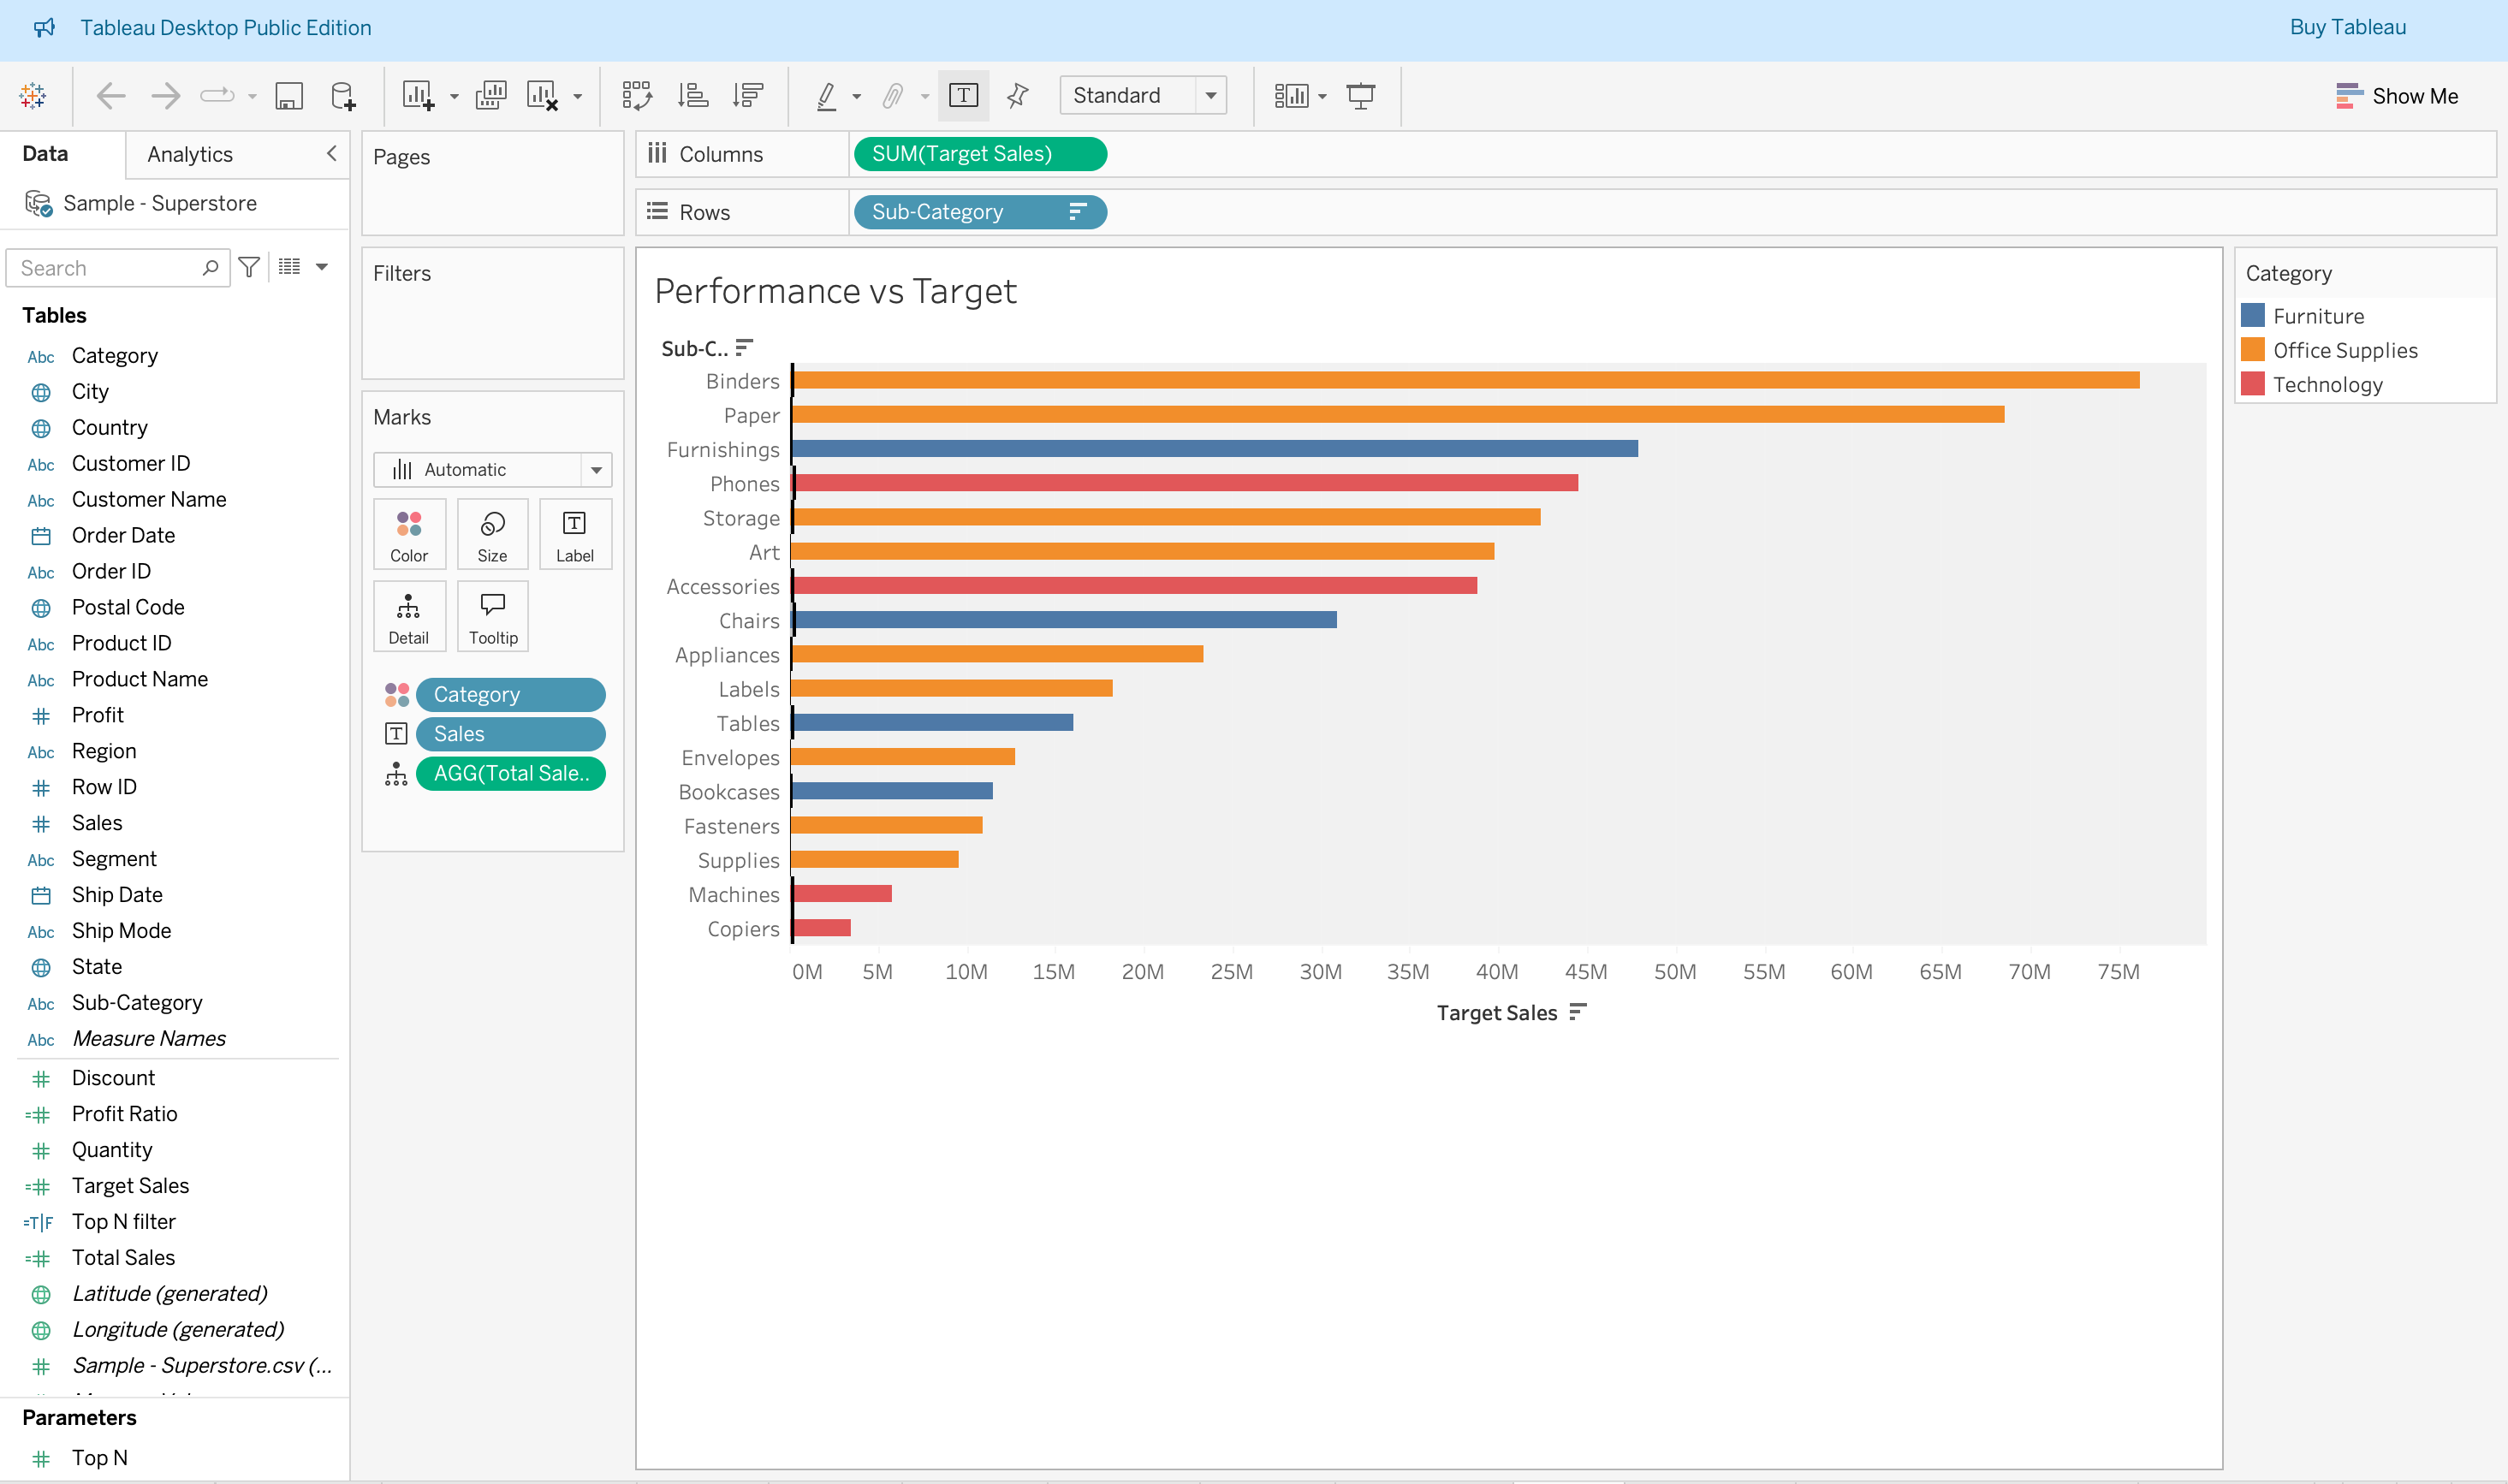 Tableau Desktop Public Edition
Buy Tableau
Standard
Show Me
Data
Analytics
Sample - Superstore
Search
Tables
Abc Category
City
Country
Abc Customer ID
Abc Customer Name
Order Date
Abc Order ID
Postal Code
Abc Product ID
Abc Product Name
Profit
Abc Region
Row ID
Sales
Abc Segment
Ship Date
Abc Ship Mode
State
Abc Sub-Category
Abc Measure Names
Discount
=# Profit Ratio
Quantity
=# Target Sales
=T|F Top N filter
=# Total Sales
Latitude (generated)
Longitude (generated)
Sample - Superstore.csv (...
Parameters
Top N
Pages
Filters
Marks
Automatic
Color
Size
Label
Detail
Tooltip
Category
Sales
AGG(Total Sale..
Columns
SUM(Target Sales)
Rows
Sub-Category
Performance vs Target
Sub-C..
Binders
Paper
Furnishings
Phones
Storage
Art
Accessories
Chairs
Appliances
Labels
Tables
Envelopes
Bookcases
Fasteners
Supplies
Machines
Copiers
0M 5M 10M 15M 20M 25M 30M 35M 40M 45M 50M 55M 60M 65M 70M 75M
Target Sales
Category
Furniture
Office Supplies
Technology